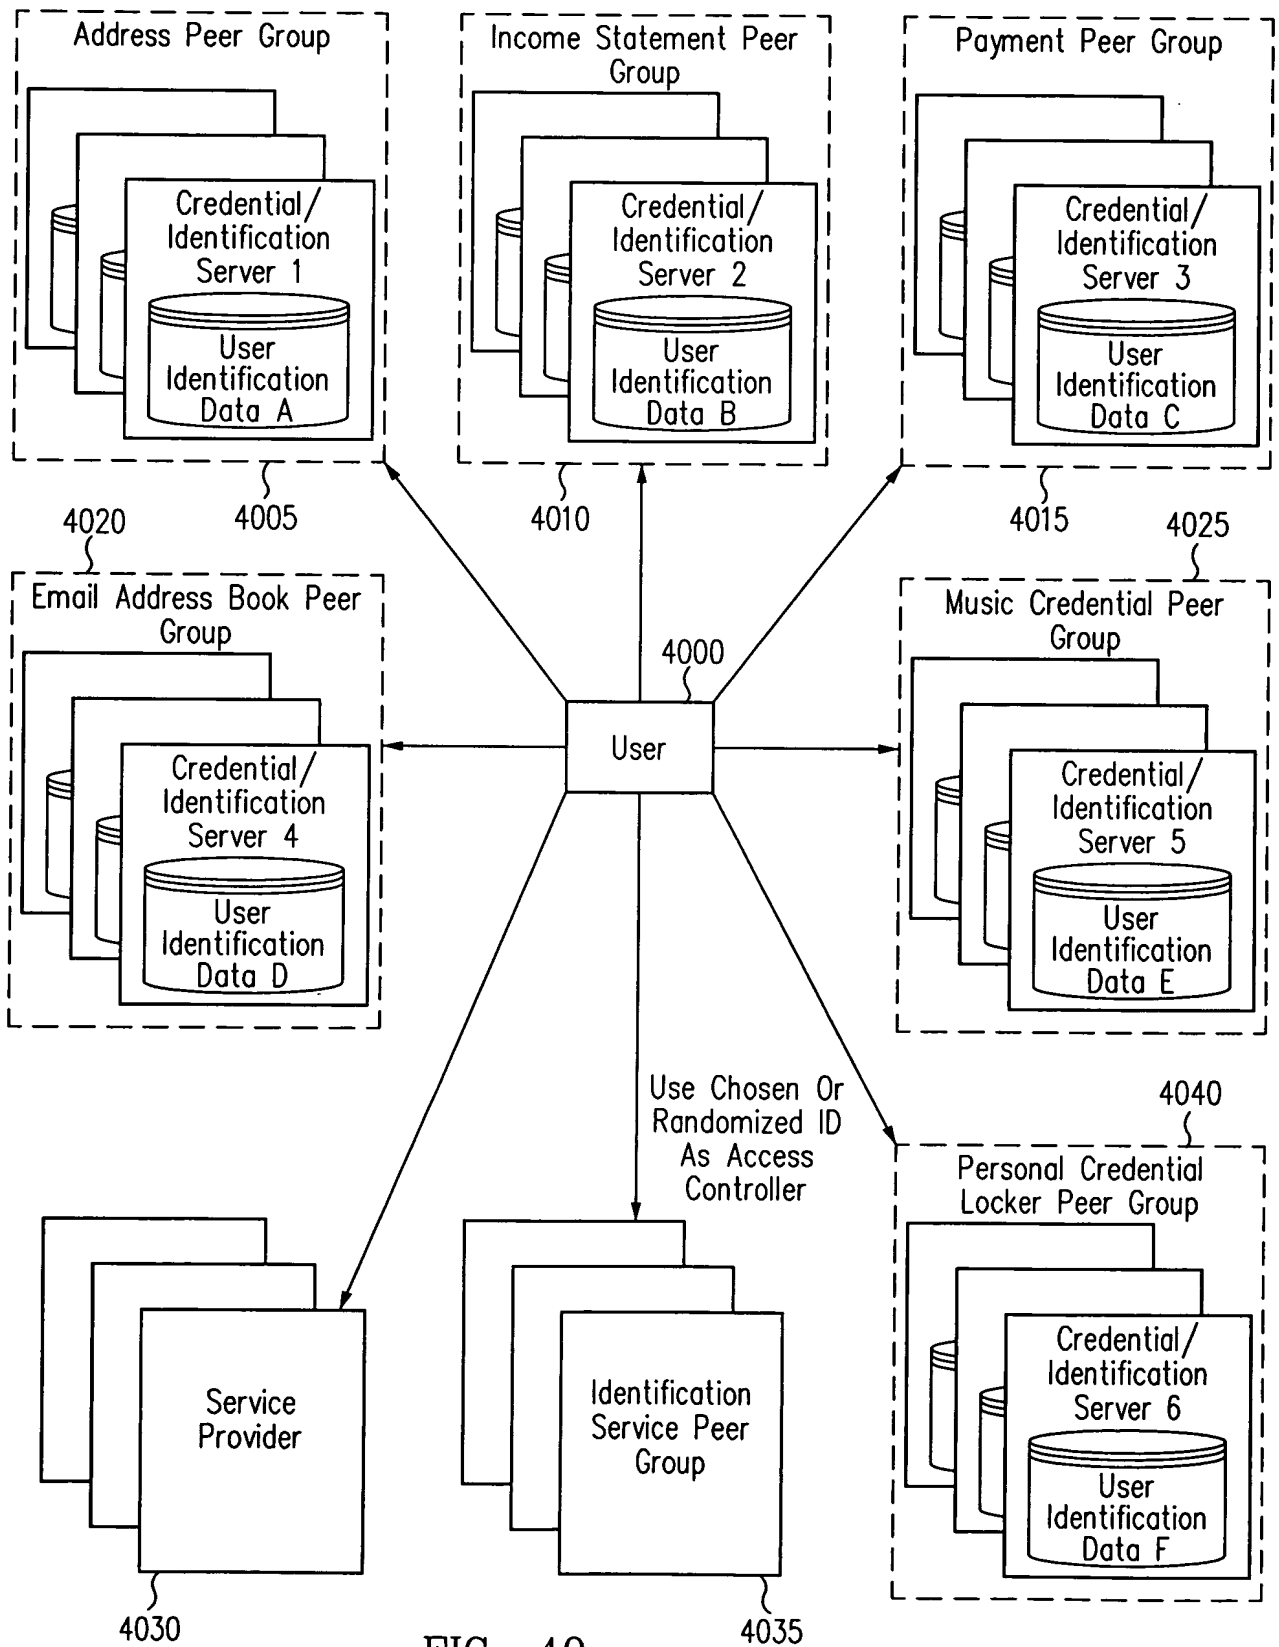 Address Peer Group
Credential/
Identification
Server 1
User
Identification
Data A
4005
Income Statement Peer
Group
Credential/
Identification
Server 2
User
Identification
Data B
4010
Payment Peer Group
Credential/
Identification
Server 3
User
Identification
Data C
4015
4020
Email Address Book Peer
Group
Credential/
Identification
Server 4
User
Identification
Data D
4000
User
4025
Music Credential Peer
Group
Credential/
Identification
Server 5
User
Identification
Data E
Use Chosen Or
Randomized ID
As Access
Controller
Service
Provider
4030
Identification
Service Peer
Group
4035
4040
Personal Credential
Locker Peer Group
Credential/
Identification
Server 6
User
Identification
Data F